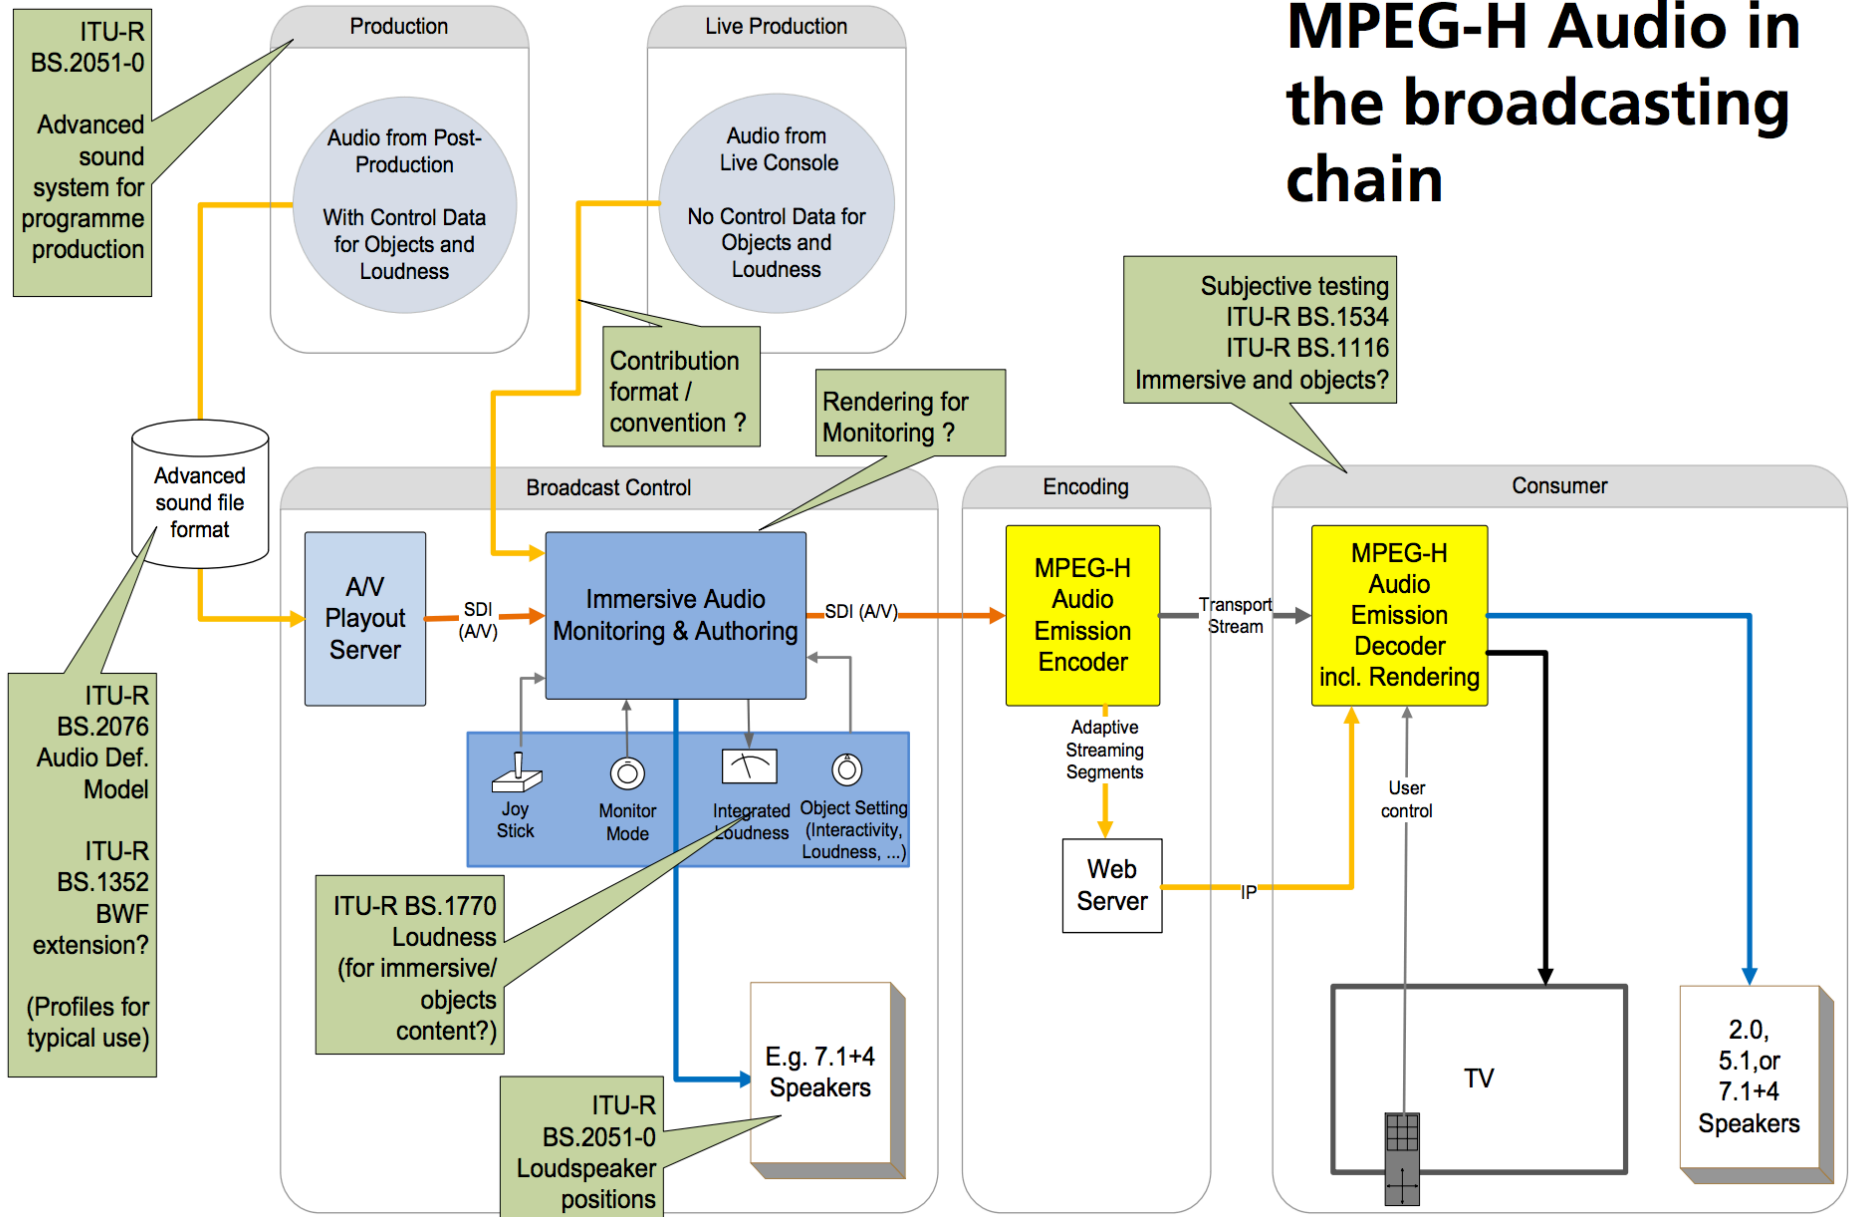 MPEG-H Audio in
the broadcasting
chain
ITU-R
BS.2051-0
Advanced
sound
system for
programme
production
Production
Audio from Post-
Production
With Control Data
for Objects and
Loudness
Live Production
Audio from
Live Console
No Control Data for
Objects and
Loudness
Contribution
format /
convention ?
Rendering for
Monitoring ?
Subjective testing
ITU-R BS.1534
ITU-R BS.1116
Immersive and objects?
Advanced
sound file
format
ITU-R
BS.2076
Audio Def.
Model
ITU-R
BS.1352
BWF
extension?
(Profiles for
typical use)
Broadcast Control
A/V
Playout
Server
SDI
(A/V)
Immersive Audio
Monitoring & Authoring
SDI (A/V)
Joy
Stick
Monitor
Mode
Integrated
Loudness
Object Setting
(Interactivity,
Loudness, ...)
ITU-R BS.1770
Loudness
(for immersive/
objects
content?)
E.g. 7.1+4
Speakers
ITU-R
BS.2051-0
Loudspeaker
positions
Encoding
MPEG-H
Audio
Emission
Encoder
Transport
Stream
Adaptive
Streaming
Segments
Web
Server
IP
Consumer
MPEG-H
Audio
Emission
Decoder
incl. Rendering
User
control
TV
2.0,
5.1,or
7.1+4
Speakers